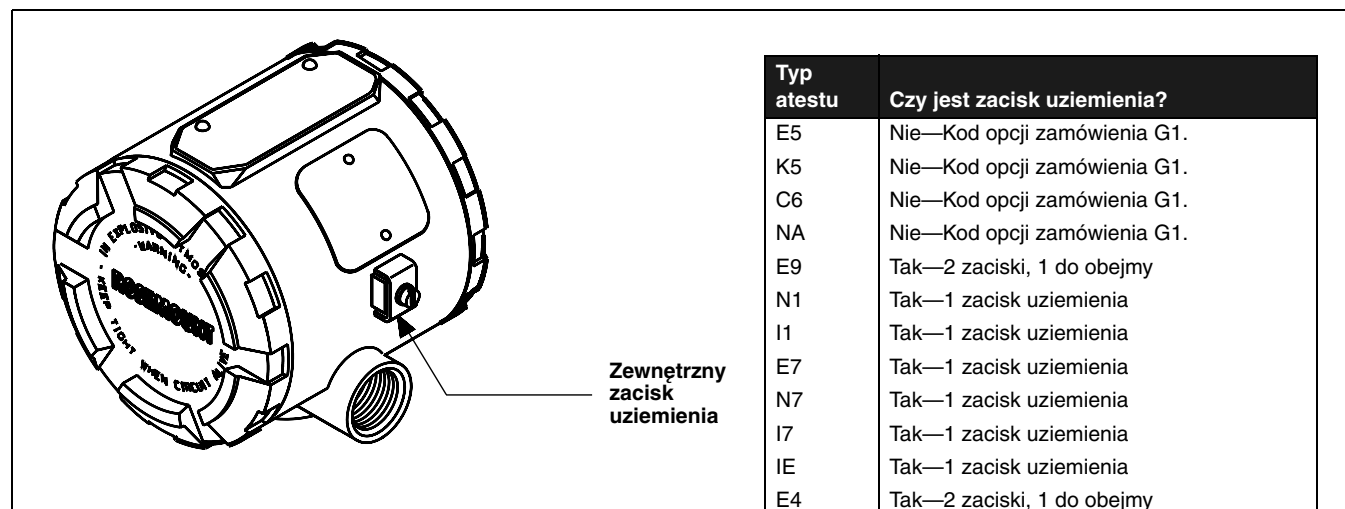 Typ atestu | Czy jest zacisk uziemienia?
E5 | Nie—Kod opcji zamówienia G1.
K5 | Nie—Kod opcji zamówienia G1.
C6 | Nie—Kod opcji zamówienia G1.
NA | Nie—Kod opcji zamówienia G1.
E9 | Tak—2 zaciski, 1 do obejmy
N1 | Tak—1 zacisk uziemienia
I1 | Tak—1 zacisk uziemienia
E7 | Tak—1 zacisk uziemienia
N7 | Tak—1 zacisk uziemienia
I7 | Tak—1 zacisk uziemienia
IE | Tak—1 zacisk uziemienia
E4 | Tak—2 zaciski, 1 do obejmy
Zewnętrzny
zacisk
uziemienia
IN EXPLOSIVE
-WARNING-
ROSEMOUNT
KEEP TIGHT WHEN CIRCUIT ALIVE